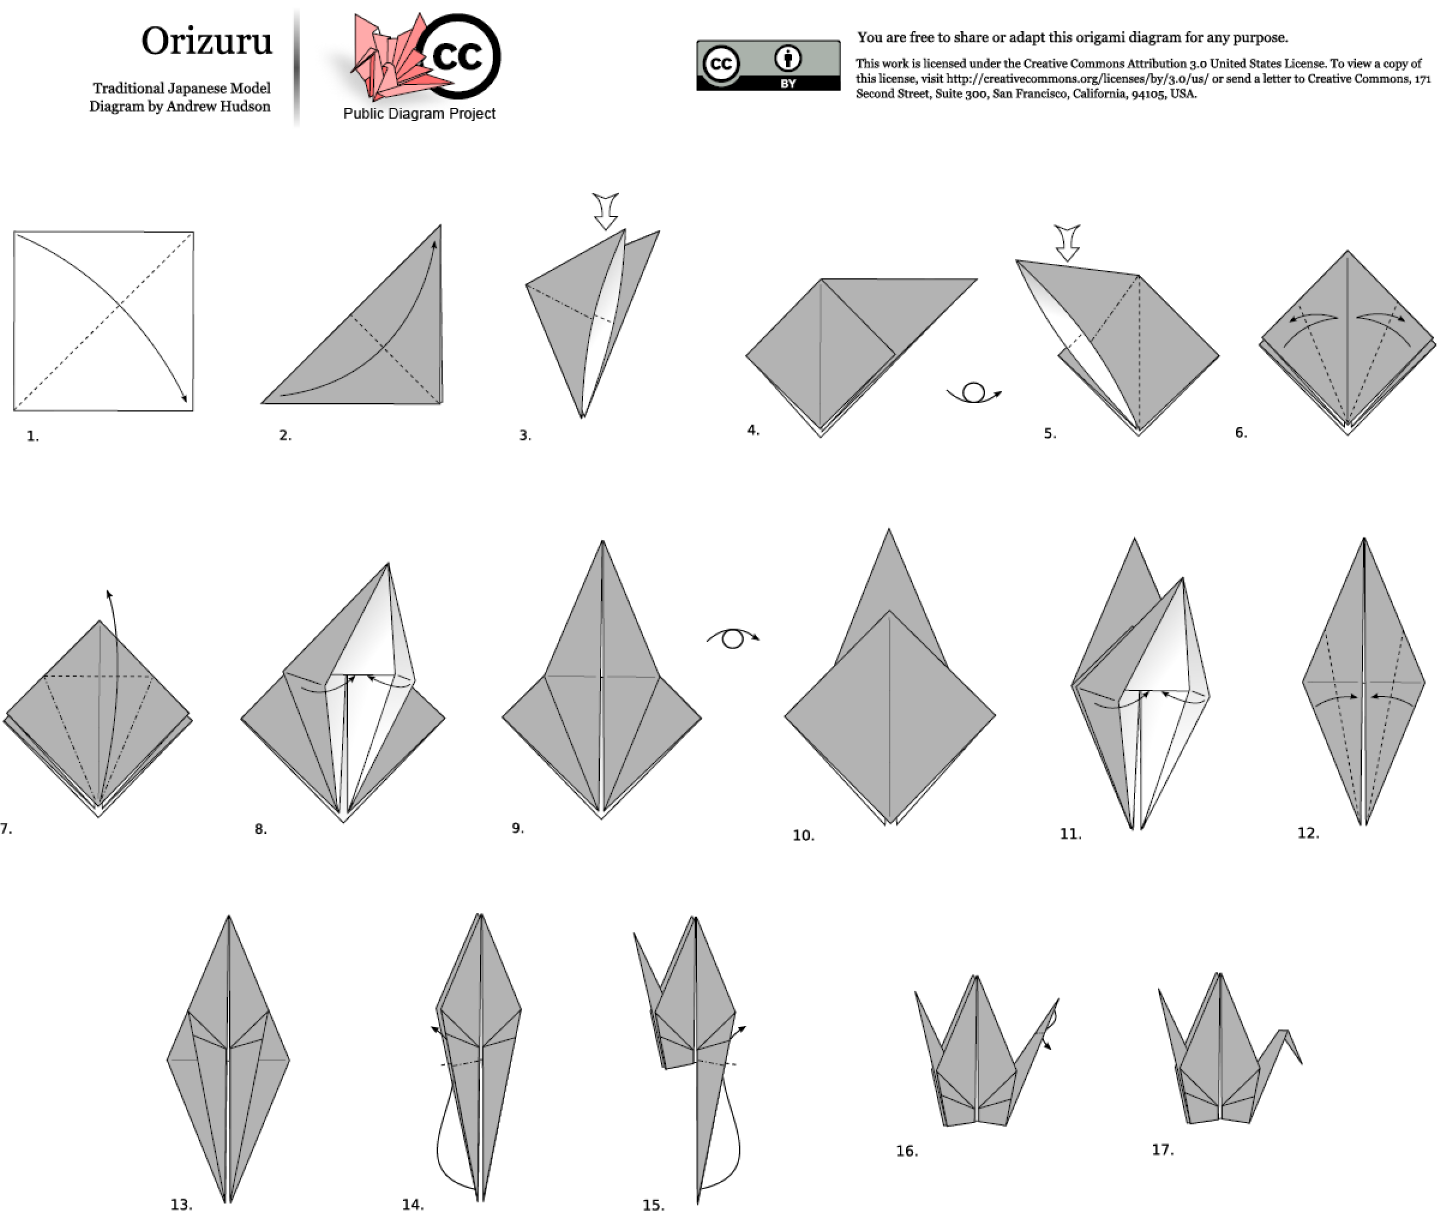 Orizuru
Traditional Japanese Model
Diagram by Andrew Hudson
cc
Public Diagram Project
cc
BY
You are free to share or adapt this origami diagram for any purpose.
This work is licensed under the Creative Commons Attribution 3.0 United States License. To view a copy of
this license, visit http://creativecommons.org/licenses/by/3.0/us/ or send a letter to Creative Commons, 171
Second Street, Suite 300, San Francisco, California, 94105, USA.
1.
2.
3.
4.
5.
6.
7.
8.
9.
10.
11.
12.
13.
14.
15.
16.
17.